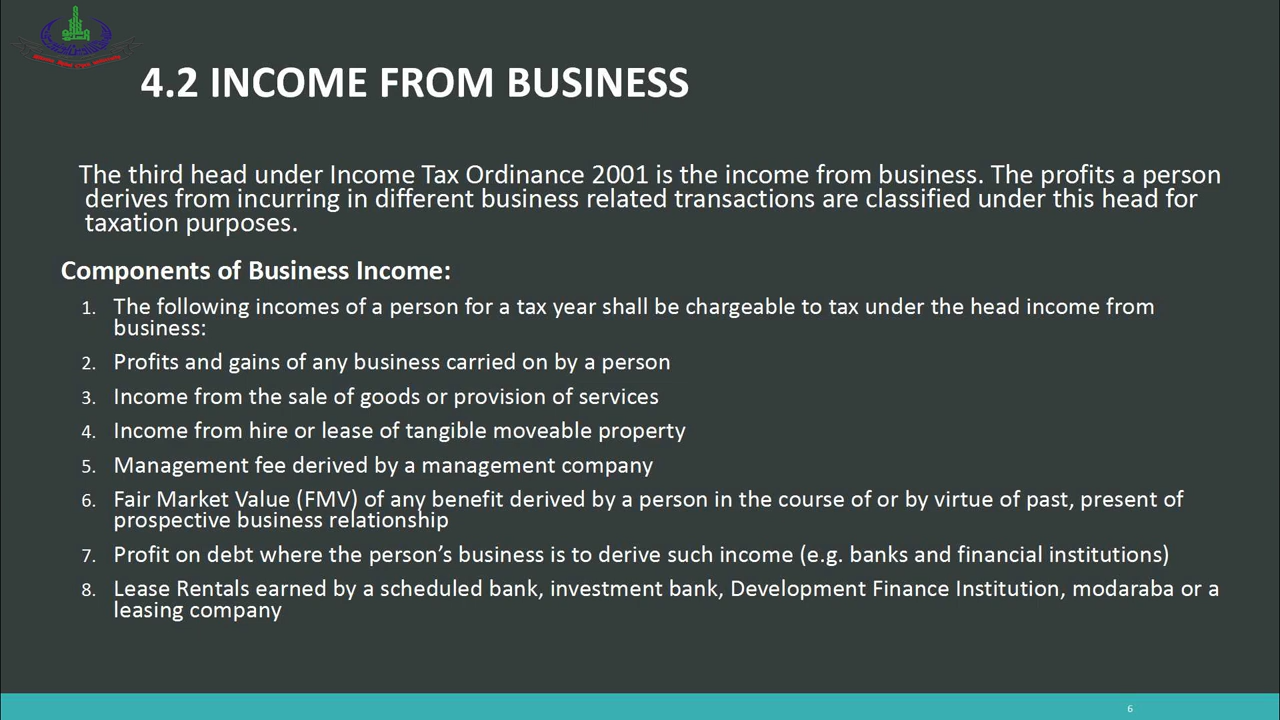 4.2 INCOME FROM BUSINESS
The third head under Income Tax Ordinance 2001 is the income from business. The profits a person
derives from incurring in different business related transactions are classified under this head for
taxation purposes.
Components of Business Income:
1. The following incomes of a person for a tax year shall be chargeable to tax under the head income from
business:
2. Profits and gains of any business carried on by a person
3. Income from the sale of goods or provision of services
4. Income from hire or lease of tangible moveable property
5. Management fee derived by a management company
6. Fair Market Value (FMV) of any benefit derived by a person in the course of or by virtue of past, present of
prospective business relationship
7. Profit on debt where the person’s business is to derive such income (e.g. banks and financial institutions)
8. Lease Rentals earned by a scheduled bank, investment bank, Development Finance Institution, modaraba or a
leasing company
6